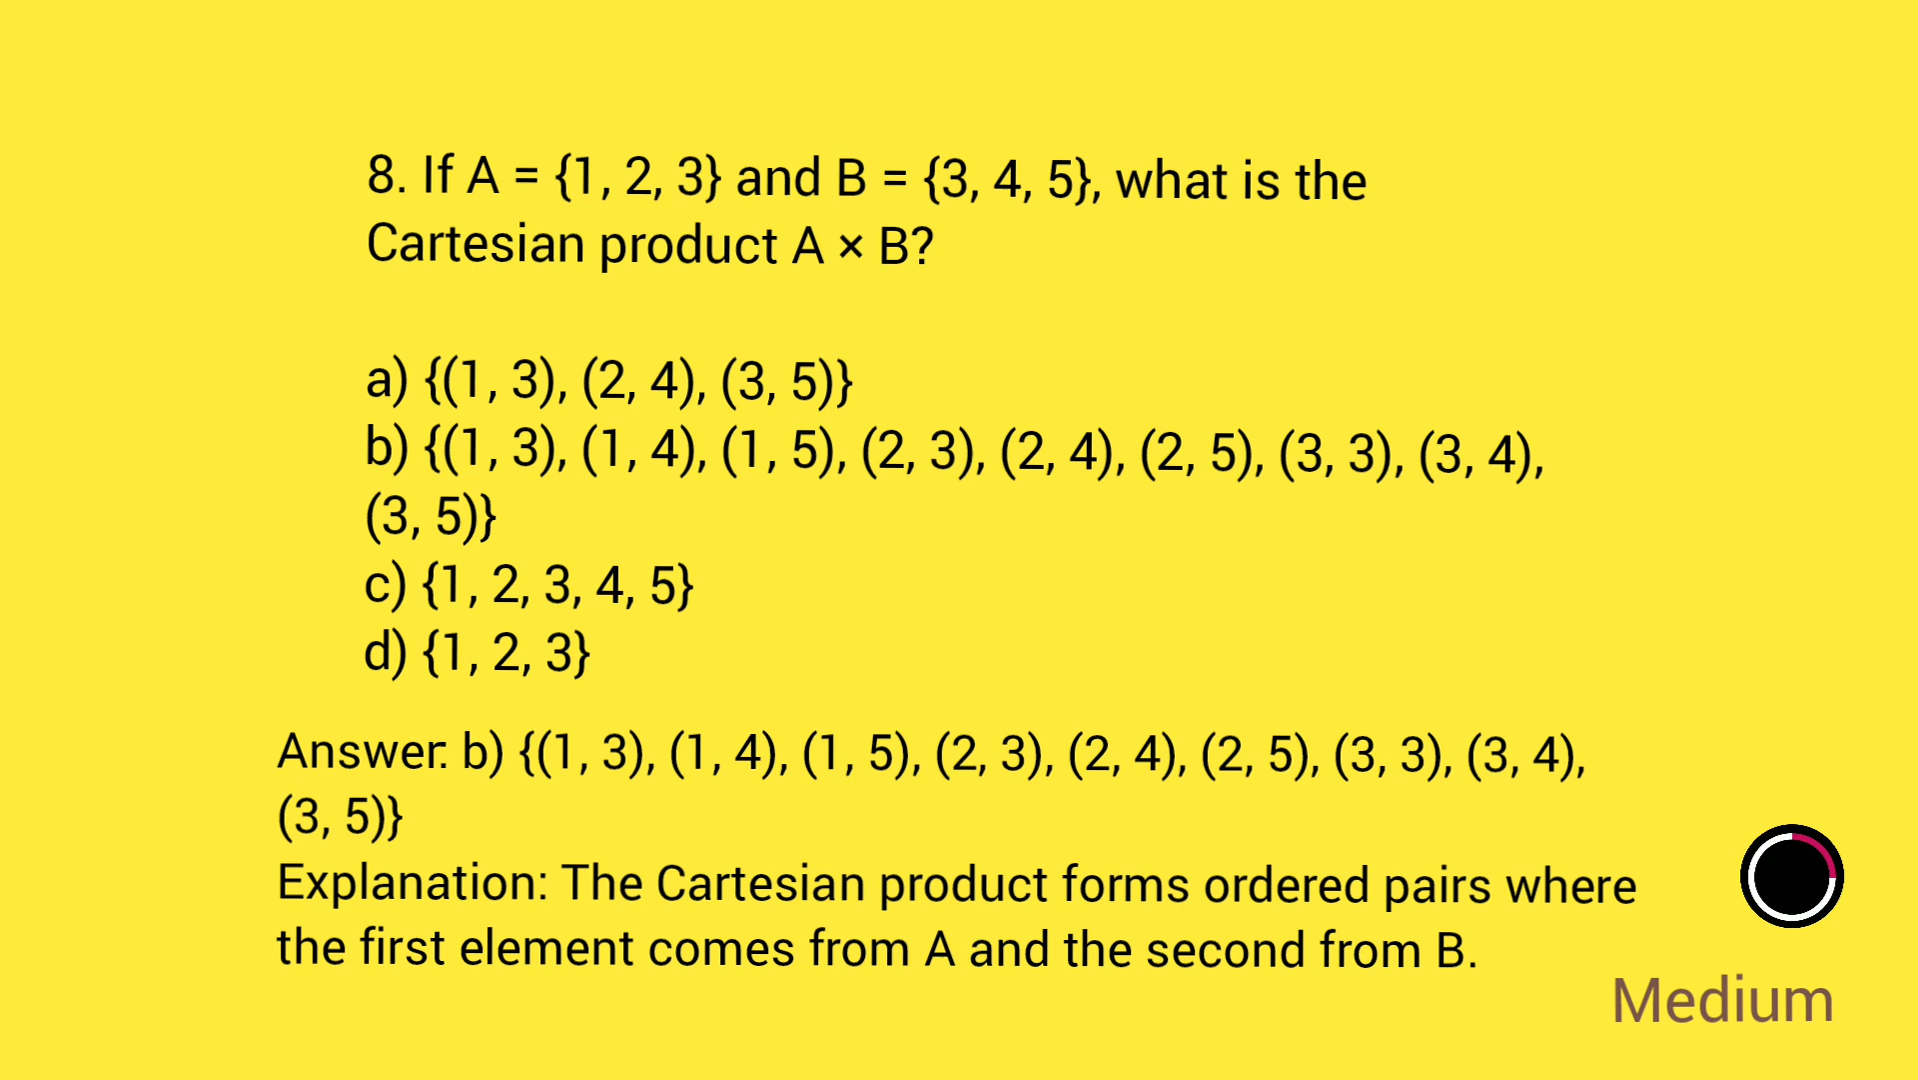 8. If A = {1, 2, 3} and B = {3, 4, 5}, what is the
Cartesian product A × B?
a) {(1, 3), (2, 4), (3, 5)}
b) {(1, 3), (1, 4), (1, 5), (2, 3), (2, 4), (2, 5), (3, 3), (3, 4),
(3, 5)}
c) {1, 2, 3, 4, 5}
d) {1, 2, 3}
Answer: b) {(1, 3), (1, 4), (1, 5), (2, 3), (2, 4), (2, 5), (3, 3), (3, 4),
(3, 5)}
Explanation: The Cartesian product forms ordered pairs where
the first element comes from A and the second from B.
Medium